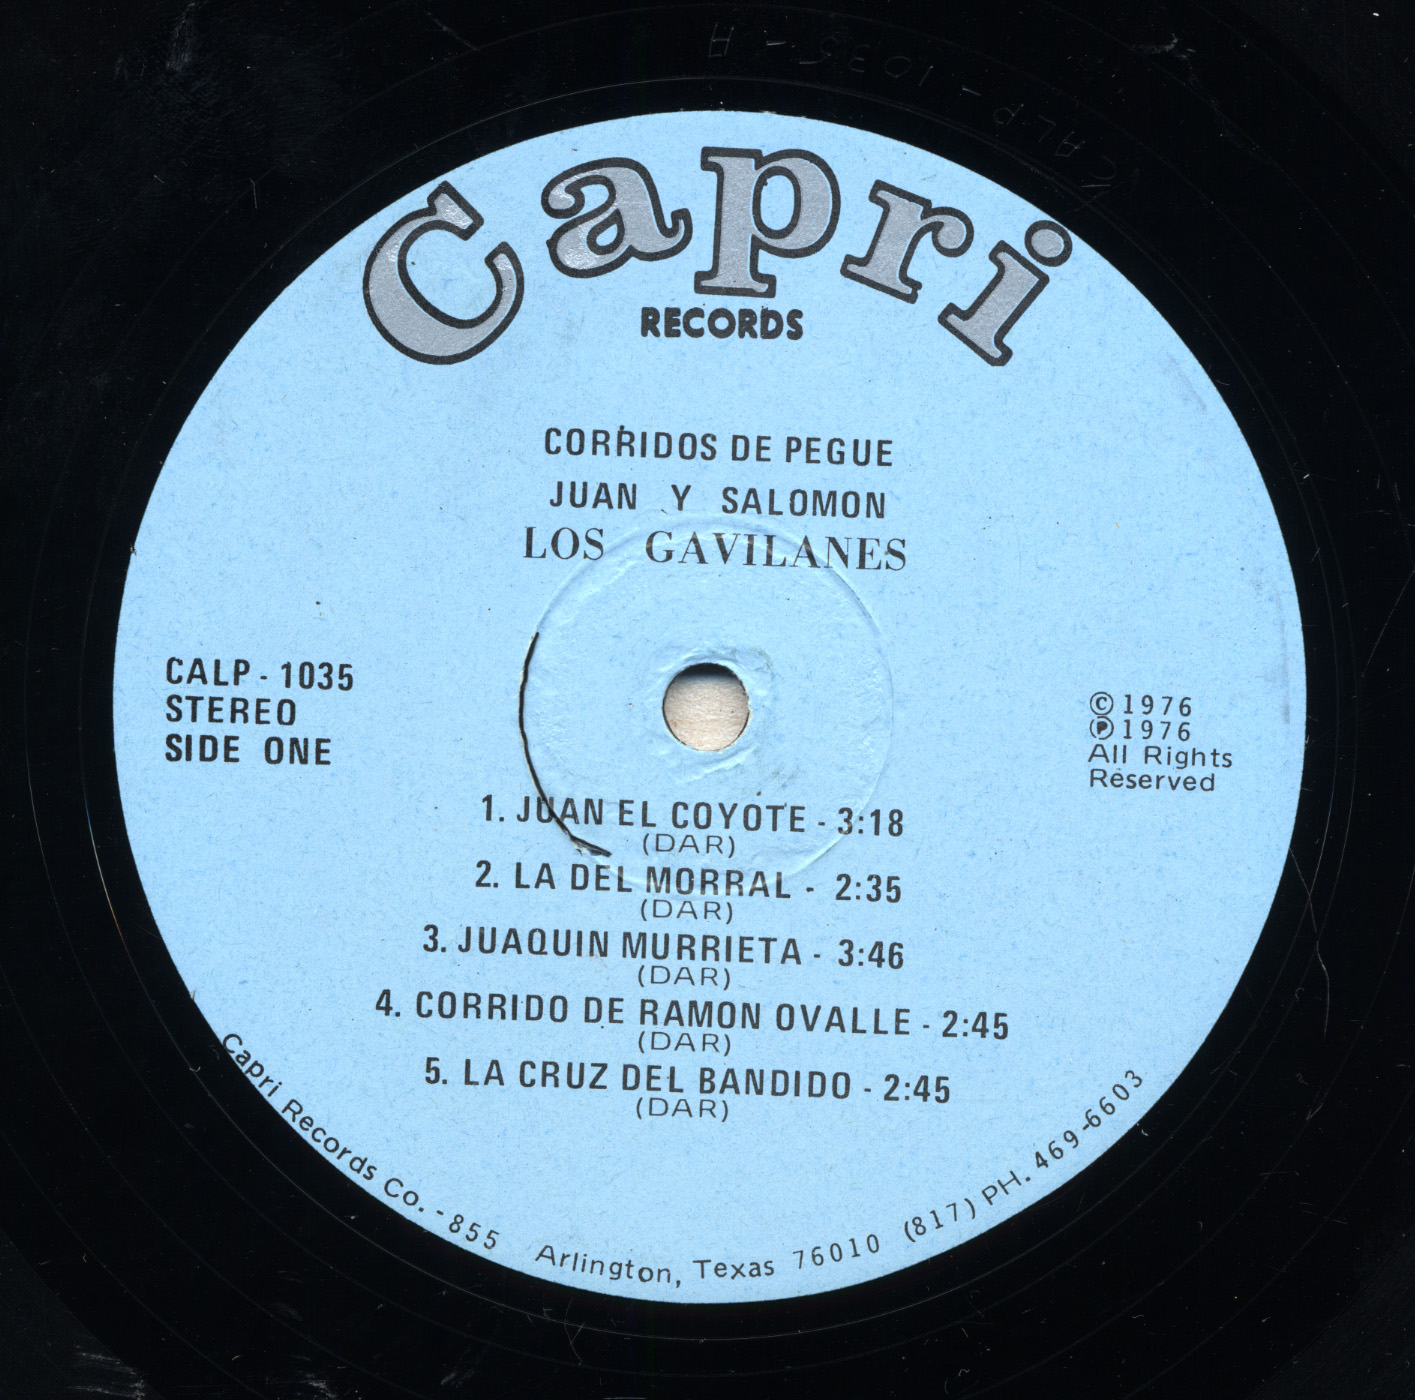 CALP-1035-A
Capri
RECORDS
CORRIDOS DE PEGUE
JUAN Y SALOMON
LOS GAVILANES
CALP - 1035
STEREO
SIDE ONE
© 1976
℗ 1976
All Rights
Reserved
1. JUAN EL COYOTE - 3:18
(DAR)
2. LA DEL MORRAL - 2:35
(DAR)
3. JUAQUIN MURRIETA - 3:46
(DAR)
4. CORRIDO DE RAMON OVALLE - 2:45
(DAR)
5. LA CRUZ DEL BANDIDO - 2:45
(DAR)
Capri Records Co. - 855 Arlington, Texas 76010 (817) PH. 469-6603